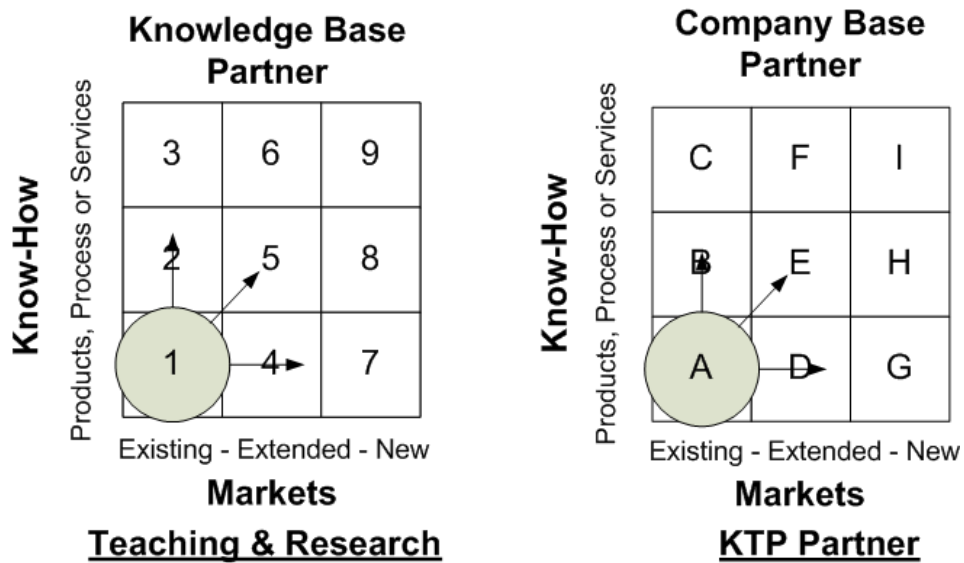 Knowledge Base
Partner
Know-How
Products, Process or Services
3 6 9
2 5 8
1 4 7
Existing - Extended - New
Markets
Teaching & Research
Company Base
Partner
Know-How
Products, Process or Services
C F I
B E H
A D G
Existing - Extended - New
Markets
KTP Partner